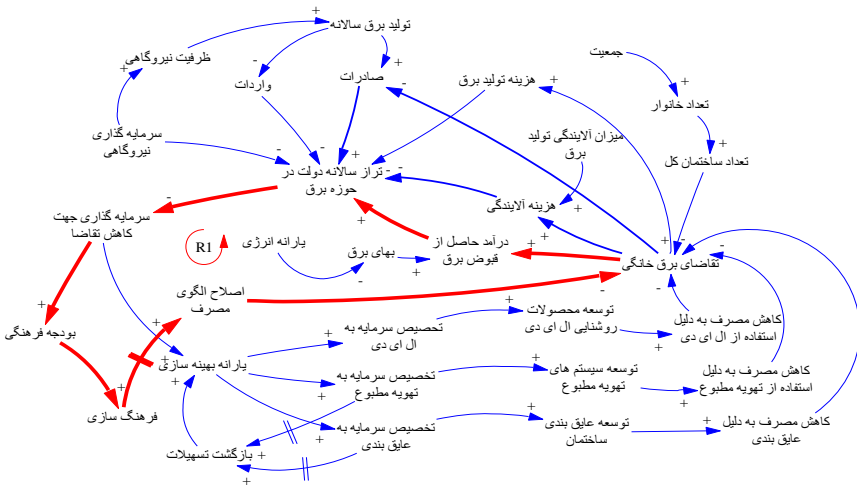 تولید برق سالانه
ظرفیت نیروگاهی
واردات
صادرات
هزینه تولید برق
جمعیت
تعداد خانوار
سرمایه گذاری
نیروگاهی
میزان آلایندگی تولید
برق
تعداد ساختمان کل
تراز سالانه دولت در
حوزه برق
هزینه آلایندگی
سرمایه گذاری جهت
کاهش تقاضا
R1
یارانه انرژی
بهای برق
درآمد حاصل از
قبوض برق
تقاضای برق خانگی
اصلاح الگوی
مصرف
بودجه فرهنگی
فرهنگ سازی
یارانه بهینه سازی
تخصیص سرمایه به
ال ای دی
توسعه محصولات
روشنایی ال ای دی
کاهش مصرف به دلیل
استفاده از ال ای دی
تخصیص سرمایه به
تهویه مطبوع
توسعه سیستم های
تهویه مطبوع
کاهش مصرف به دلیل
استفاده از تهویه مطبوع
تخصیص سرمایه به
عایق بندی
توسعه عایق بندی
ساختمان
کاهش مصرف به دلیل
عایق بندی
بازگشت تسهیلات